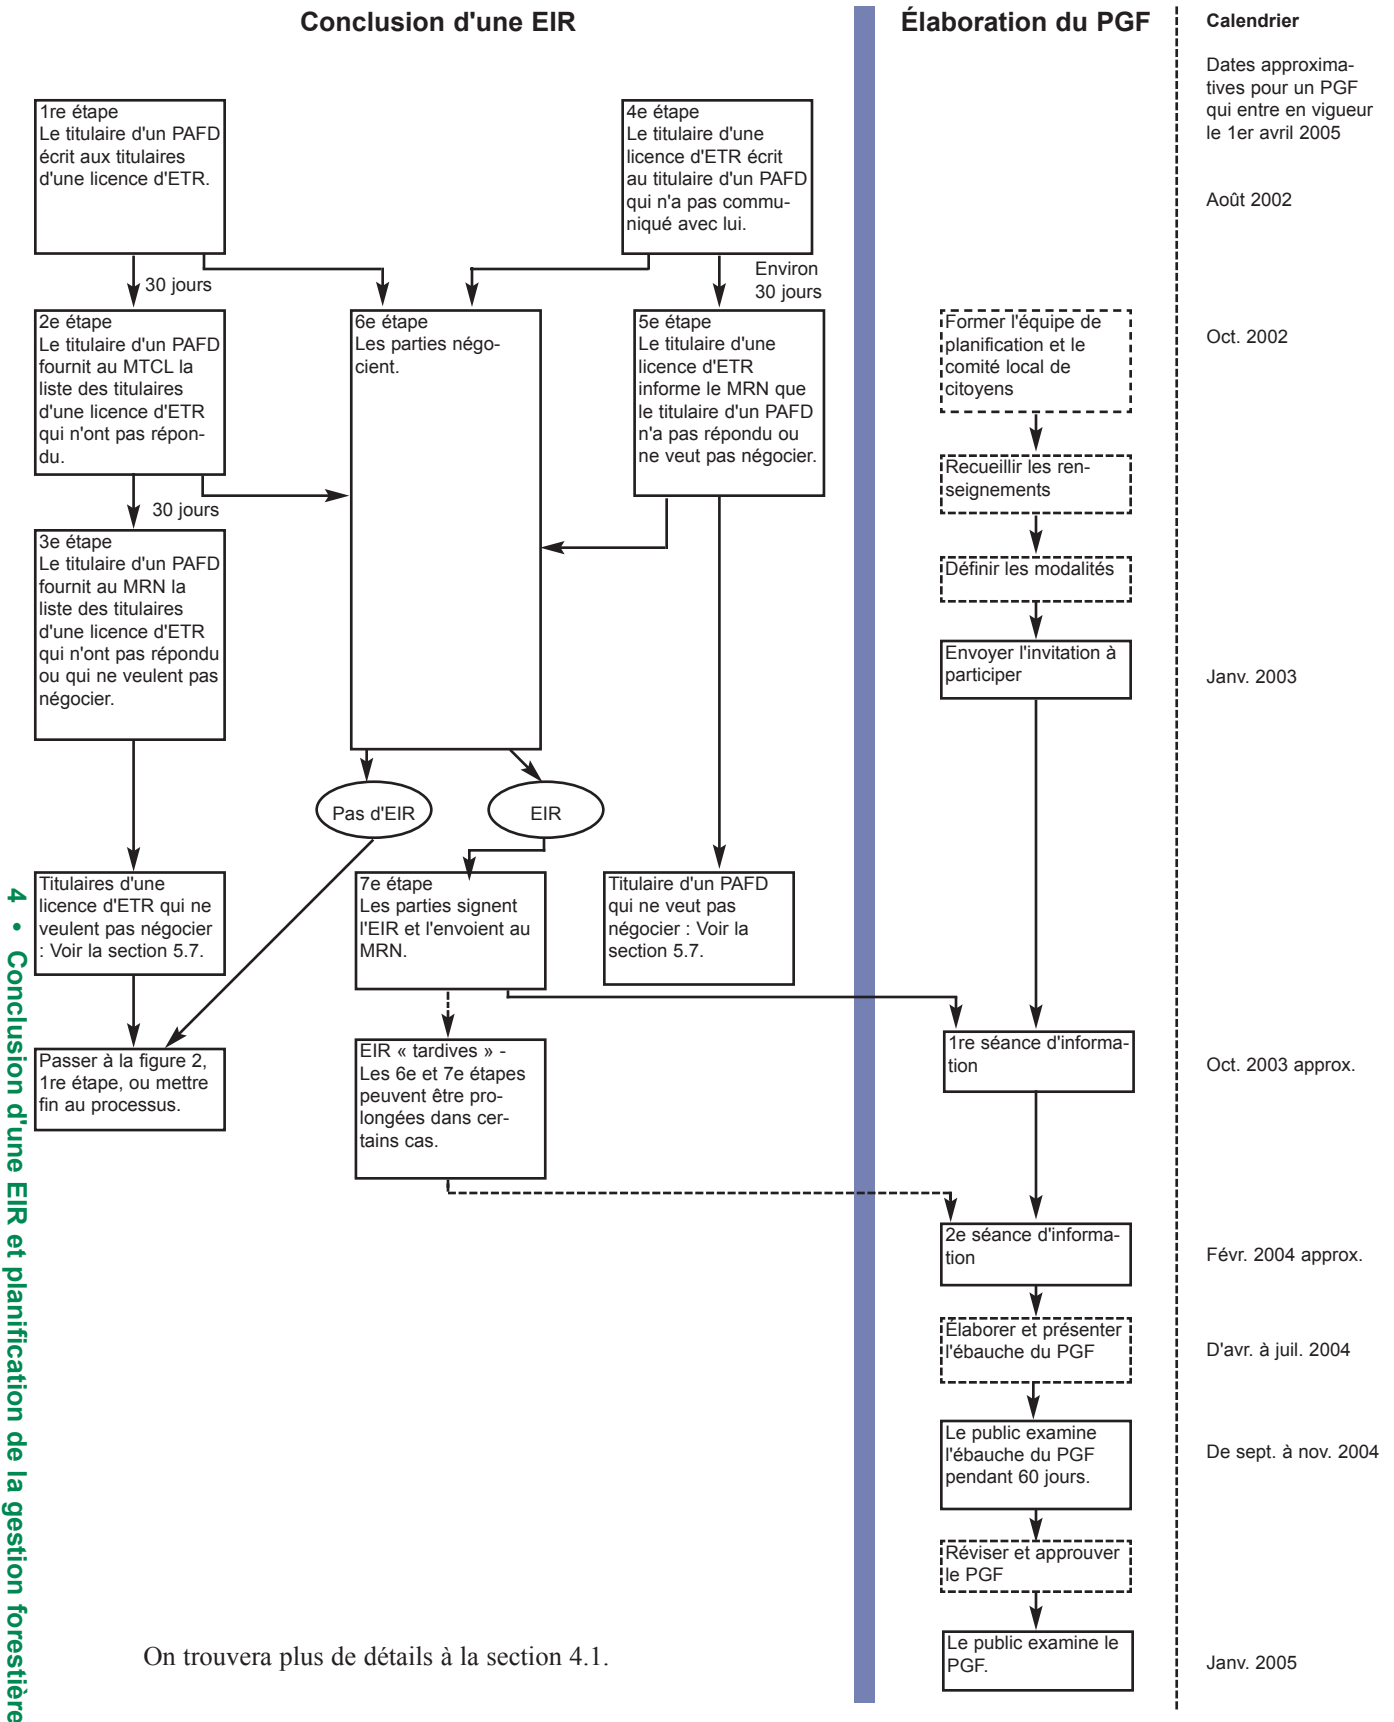 Conclusion d'une EIR
Élaboration du PGF
Calendrier
Dates approxima-
tives pour un PGF
qui entre en vigueur
le 1er avril 2005
1re étape
Le titulaire d'un PAFD
écrit aux titulaires
d'une licence d'ETR.
4e étape
Le titulaire d'une
licence d'ETR écrit
au titulaire d'un PAFD
qui n'a pas commu-
niqué avec lui.
Août 2002
30 jours
Environ
30 jours
2e étape
Le titulaire d'un PAFD
fournit au MTCL la
liste des titulaires
d'une licence d'ETR
qui n'ont pas répon-
du.
6e étape
Les parties négo-
cient.
5e étape
Le titulaire d'une
licence d'ETR
informe le MRN que
le titulaire d'un PAFD
n'a pas répondu ou
ne veut pas négocier.
Former l'équipe de
planification et le
comité local de
citoyens
Oct. 2002
Recueillir les ren-
seignements
30 jours
3e étape
Le titulaire d'un PAFD
fournit au MRN la
liste des titulaires
d'une licence d'ETR
qui n'ont pas répondu
ou qui ne veulent pas
négocier.
Définir les modalités
Envoyer l'invitation à
participer
Janv. 2003
Pas d'EIR
EIR
Titulaires d'une
licence d'ETR qui ne
veulent pas négocier
: Voir la section 5.7.
7e étape
Les parties signent
l'EIR et l'envoient au
MRN.
Titulaire d'un PAFD
qui ne veut pas
négocier : Voir la
section 5.7.
Passer à la figure 2,
1re étape, ou mettre
fin au processus.
EIR « tardives » -
Les 6e et 7e étapes
peuvent être pro-
longées dans cer-
tains cas.
1re séance d'informa-
tion
Oct. 2003 approx.
2e séance d'informa-
tion
Févr. 2004 approx.
Élaborer et présenter
l'ébauche du PGF
D'avr. à juil. 2004
Le public examine
l'ébauche du PGF
pendant 60 jours.
De sept. à nov. 2004
Réviser et approuver
le PGF
Le public examine le
PGF.
Janv. 2005
On trouvera plus de détails à la section 4.1.
4 • Conclusion d'une EIR et planification de la gestion forestière